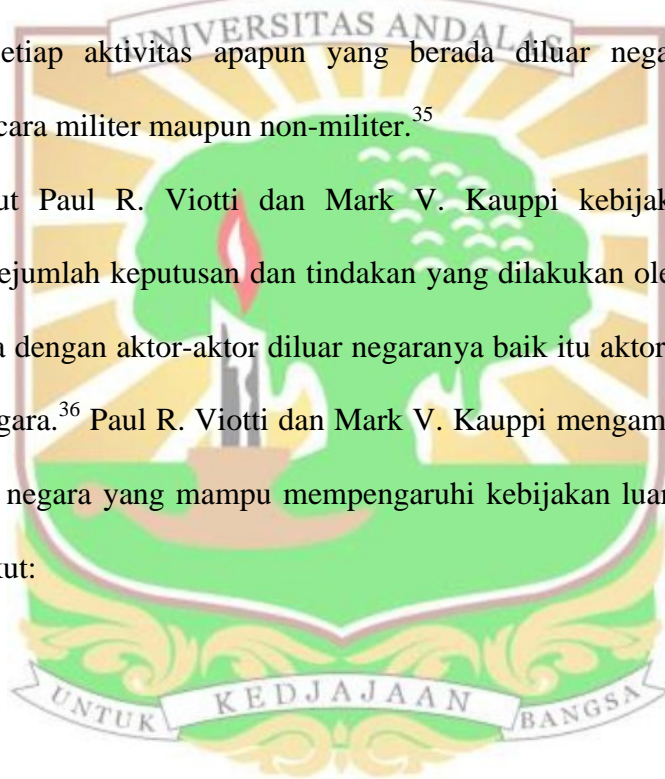 UNIVERSITAS ANDALAS
etiap aktivitas apapun yang berada diluar nega
cara militer maupun non-militer.35
ut Paul R. Viotti dan Mark V. Kauppi kebijak
sejumlah keputusan dan tindakan yang dilakukan ole
a dengan aktor-aktor diluar negaranya baik itu aktor
gara.36 Paul R. Viotti dan Mark V. Kauppi mengam
negara yang mampu mempengaruhi kebijakan luar
kut:
UNTUK KEDJAJAAN BANGSA